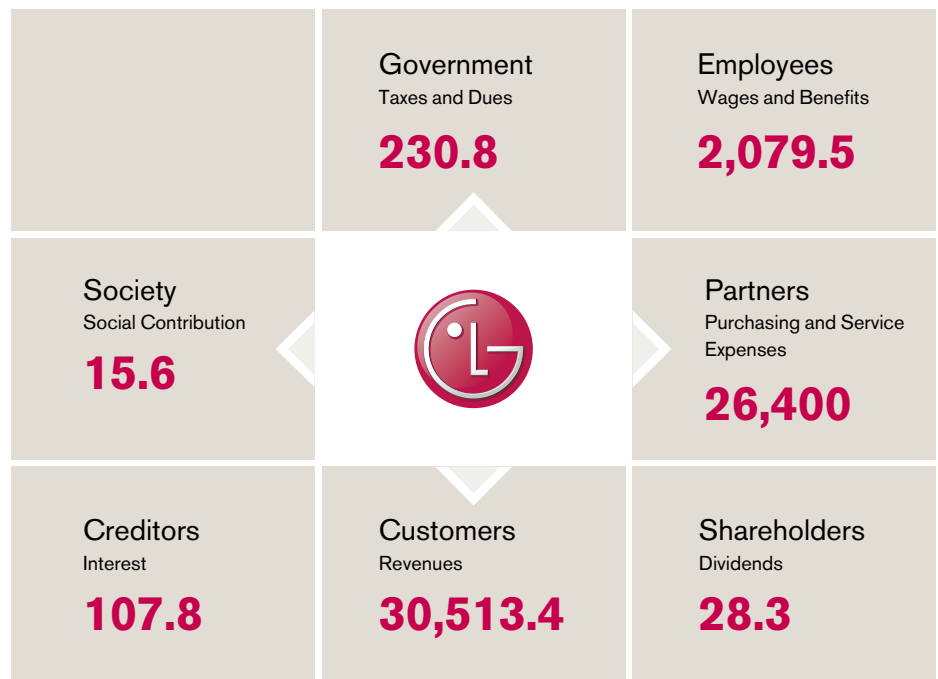 Government
Taxes and Dues
230.8
Employees
Wages and Benefits
2,079.5
Society
Social Contribution
15.6
LG
Partners
Purchasing and Service
Expenses
26,400
Creditors
Interest
107.8
Customers
Revenues
30,513.4
Shareholders
Dividends
28.3